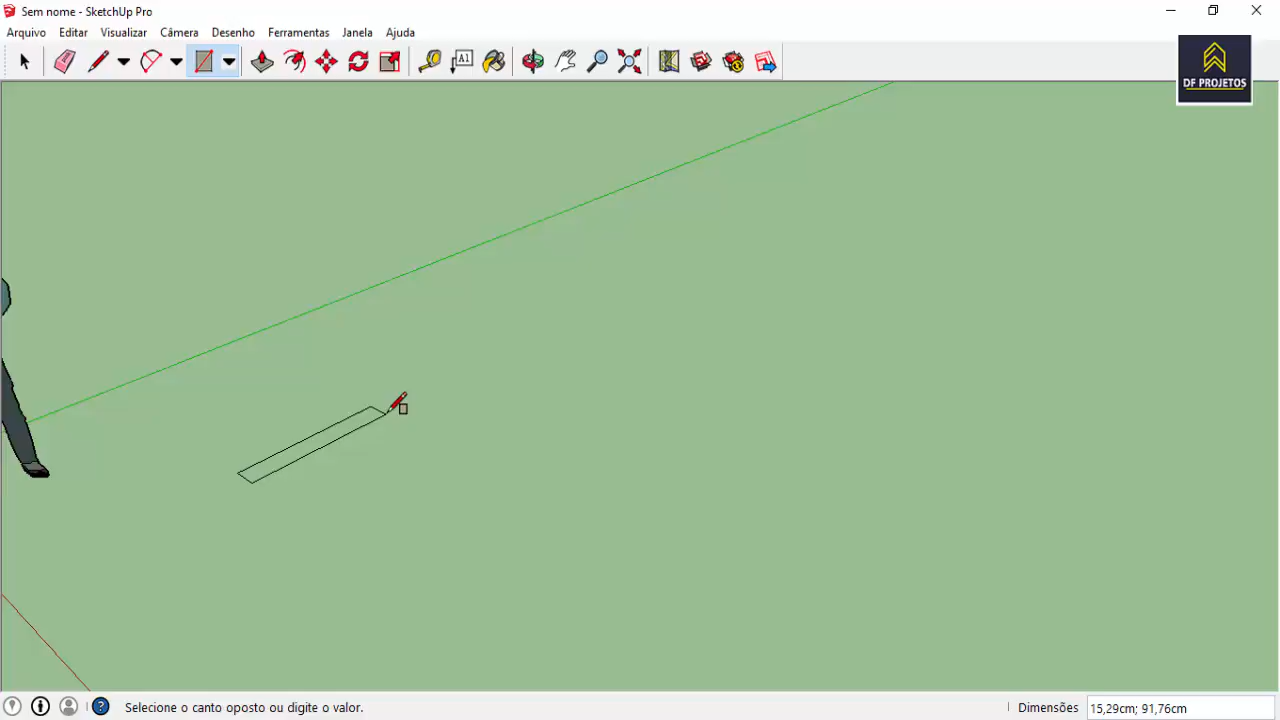 Sem nome - SketchUp Pro
Arquivo Editar Visualizar Câmera Desenho Ferramentas Janela Ajuda
A1
DF PROJETOS
Selecione o canto oposto ou digite o valor.
Dimensões 15,29cm; 91,76cm